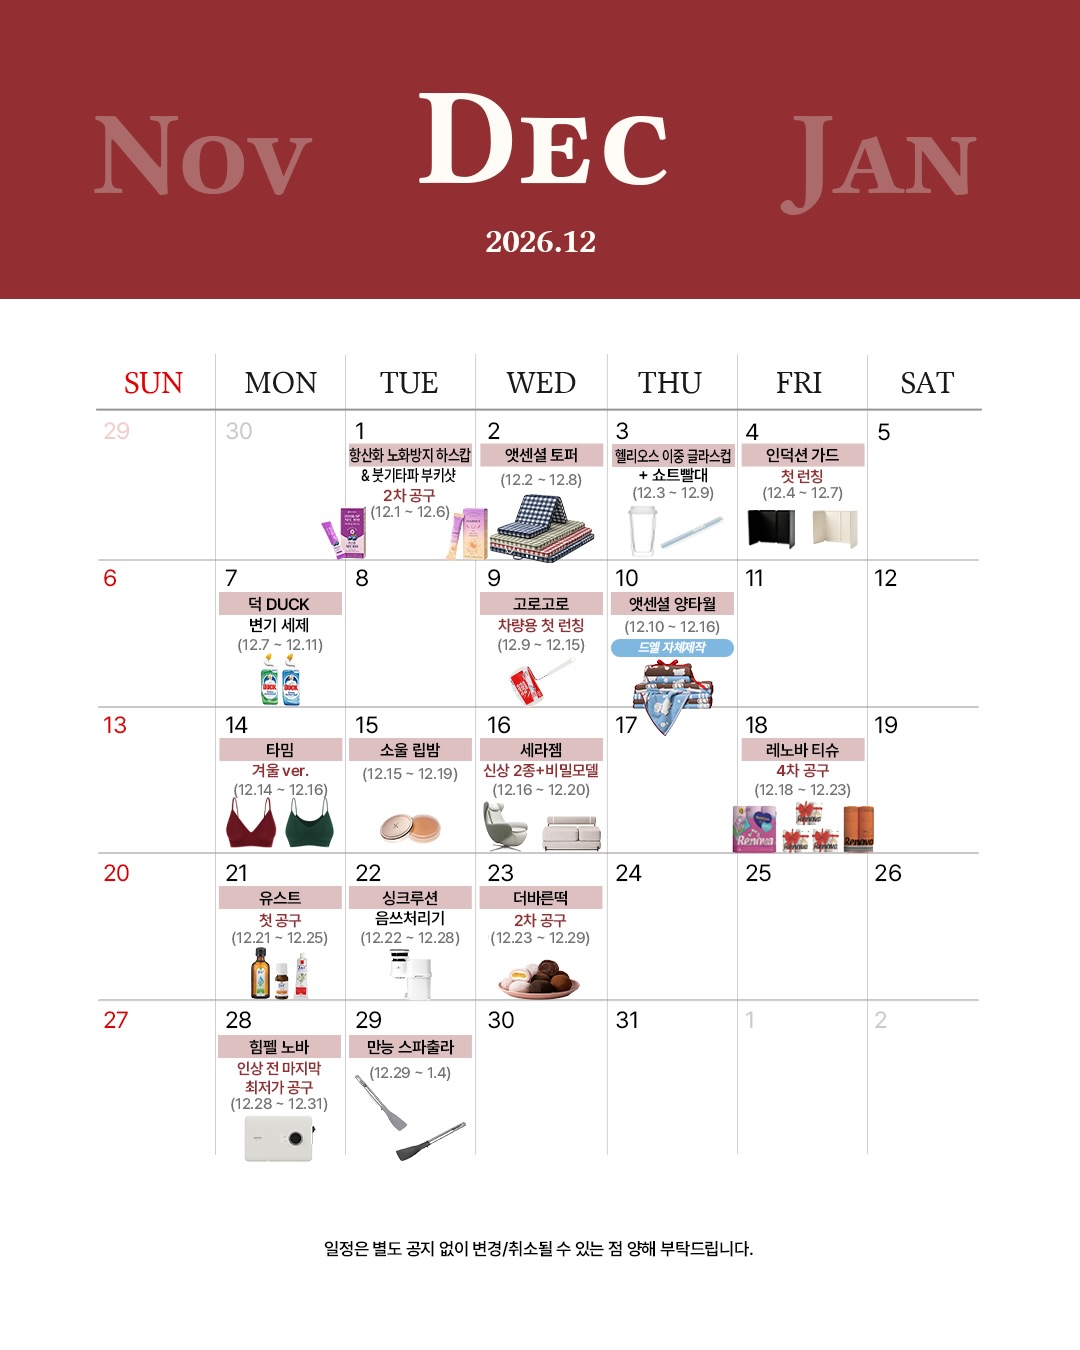 Nov Dec Jan
2026.12
SUN MON TUE WED THU FRI SAT
29
30
1
항산화 노화방지 하스캅
& 붓기타파 부키샷
2차 공구
(12.1 ~ 12.6)
2
앳센셜 토퍼
(12.2 ~ 12.8)
3
헬리오스 이중 글라스컵
+ 쇼트빨대
(12.3 ~ 12.9)
4
인덕션 가드
첫 런칭
(12.4 ~ 12.7)
5
6
7
덕 DUCK
변기 세제
(12.7 ~ 12.11)
DUCK
DUCK
8
9
고로고로
차량용 첫 런칭
(12.9 ~ 12.15)
10
앳센셜 양타월
(12.10 ~ 12.16)
드엘 자체제작
11
12
13
14
타밈
겨울 ver.
(12.14 ~ 12.16)
15
소울 립밤
(12.15 ~ 12.19)
16
세라젬
신상 2종+비밀모델
(12.16 ~ 12.20)
17
18
레노바 티슈
4차 공구
(12.18 ~ 12.23)
Renova
Renova
Renova
Renova
Renova
19
20
21
유스트
첫 공구
(12.21 ~ 12.25)
22
싱크루션
음쓰처리기
(12.22 ~ 12.28)
23
더바른떡
2차 공구
(12.23 ~ 12.29)
24
25
26
27
28
힘펠 노바
인상 전 마지막
최저가 공구
(12.28 ~ 12.31)
29
만능 스파출라
(12.29 ~ 1.4)
30
31
1
2
일정은 별도 공지 없이 변경/취소될 수 있는 점 양해 부탁드립니다.